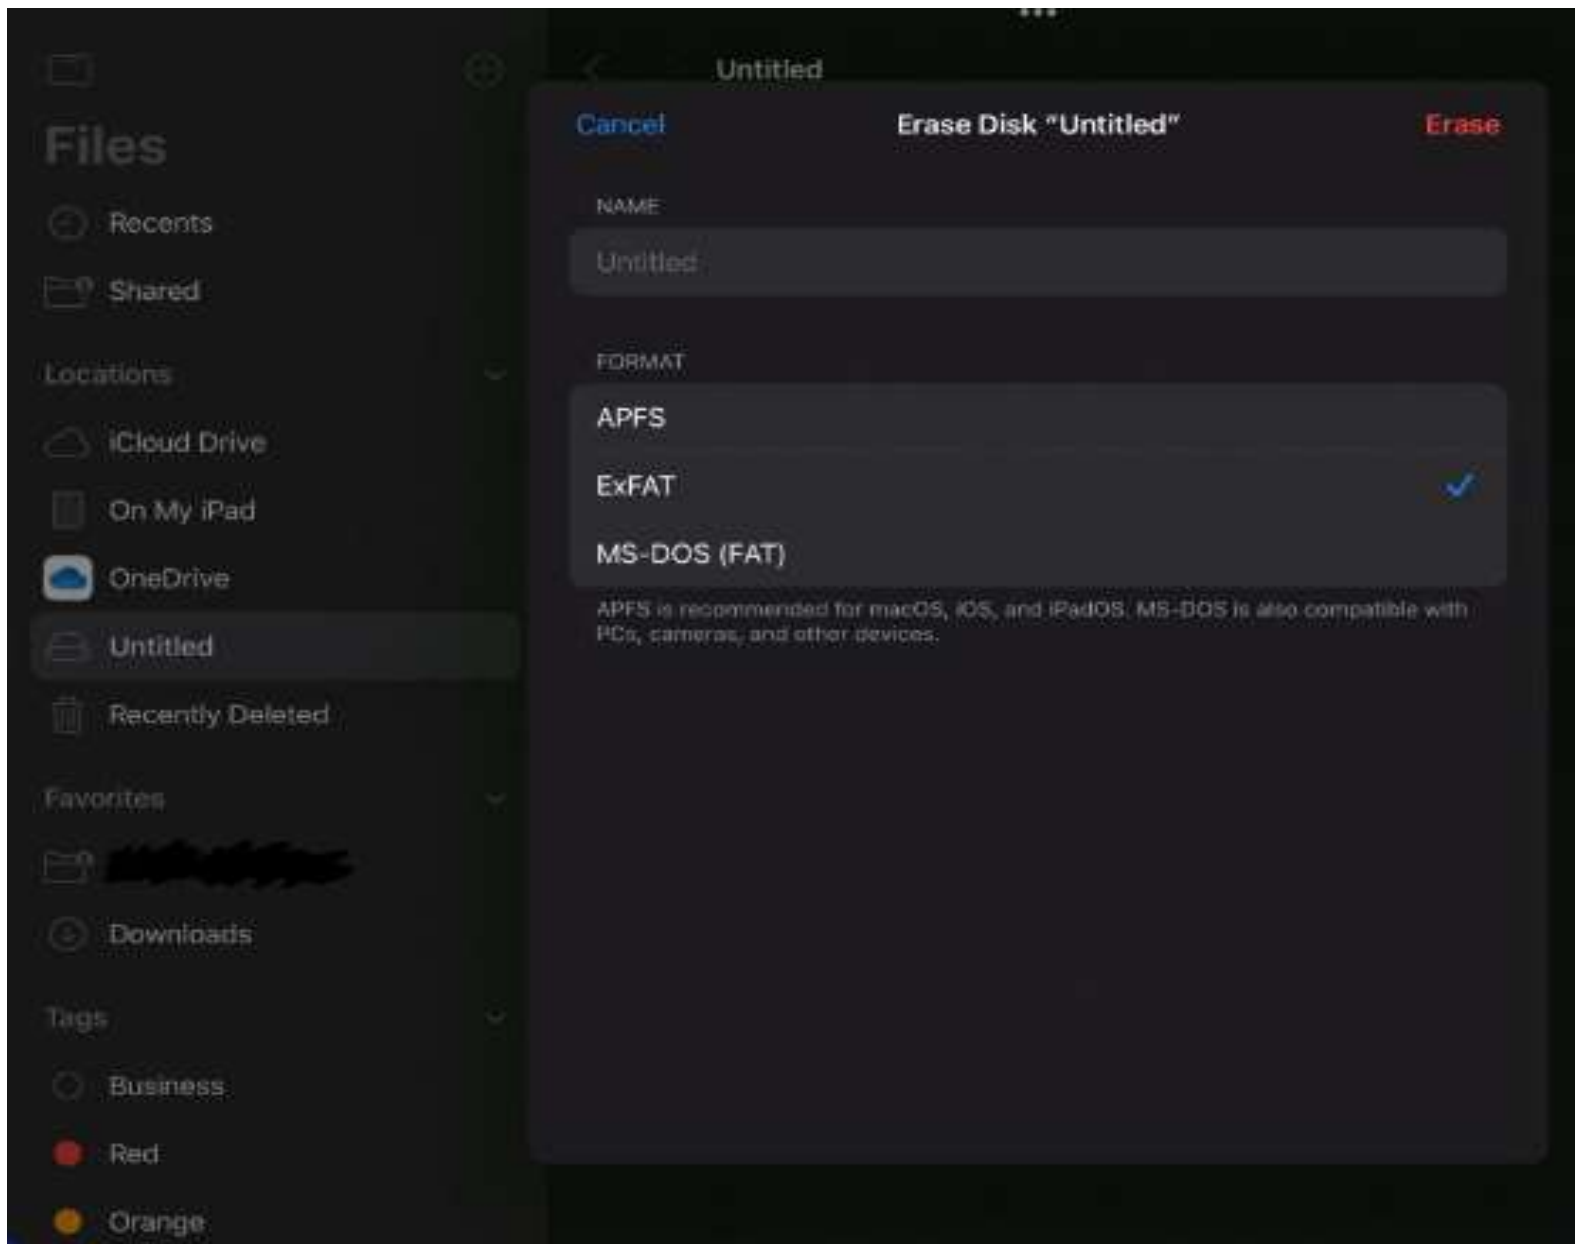 Files
Recents
Shared
Locations
iCloud Drive
On My iPad
OneDrive
Untitled
Recently Deleted
Favorites
Downloads
Tags
Business
Red
Orange
Untitled
Cancel
Erase Disk “Untitled”
Erase
NAME
Untitled
FORMAT
APFS
ExFAT
MS-DOS (FAT)
APFS is recommended for macOS, iOS, and iPadOS. MS-DOS is also compatible with
PCs, cameras, and other devices.